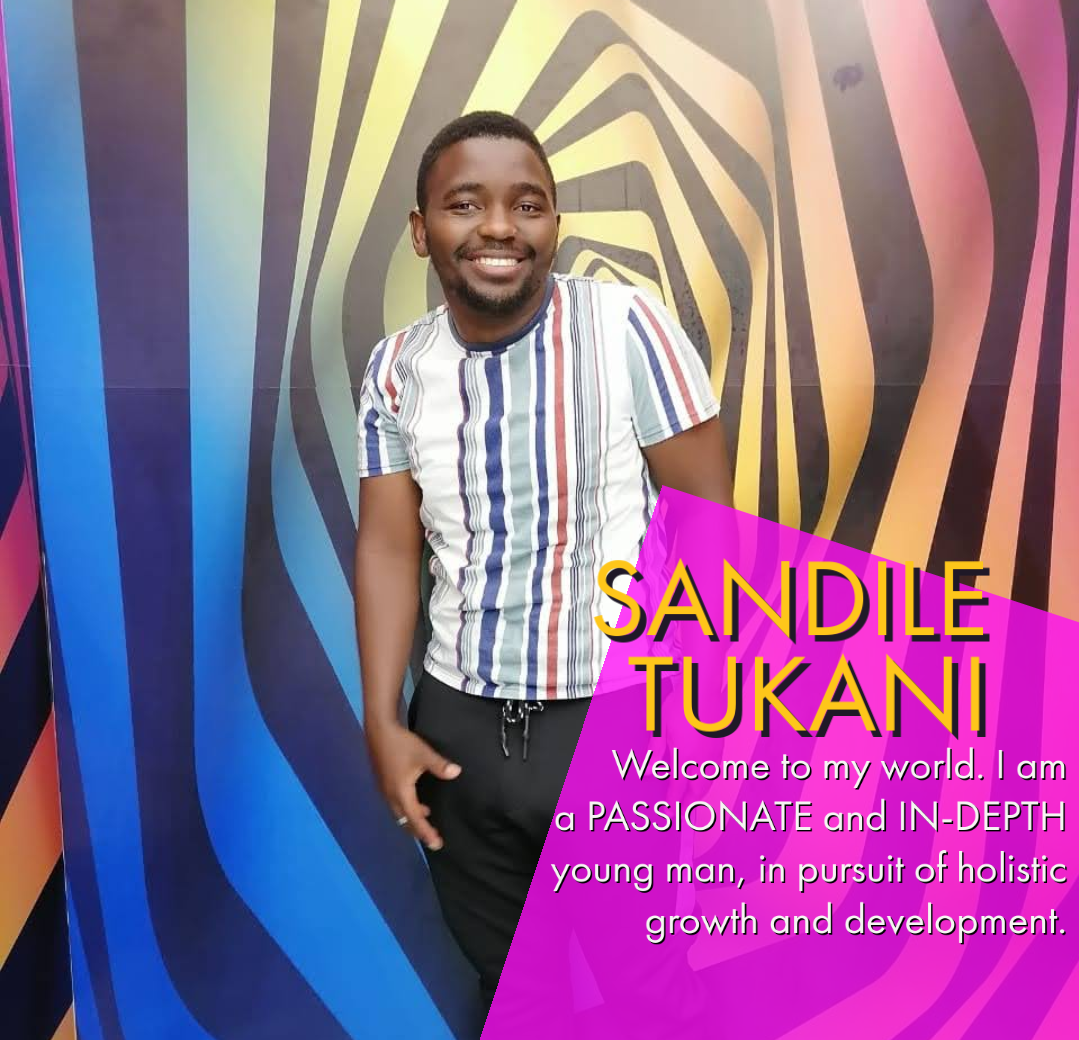 SANDILE
TUKANI
Welcome to my world. I am
a PASSIONATE and IN-DEPTH
young man, in pursuit of holistic
growth and development.